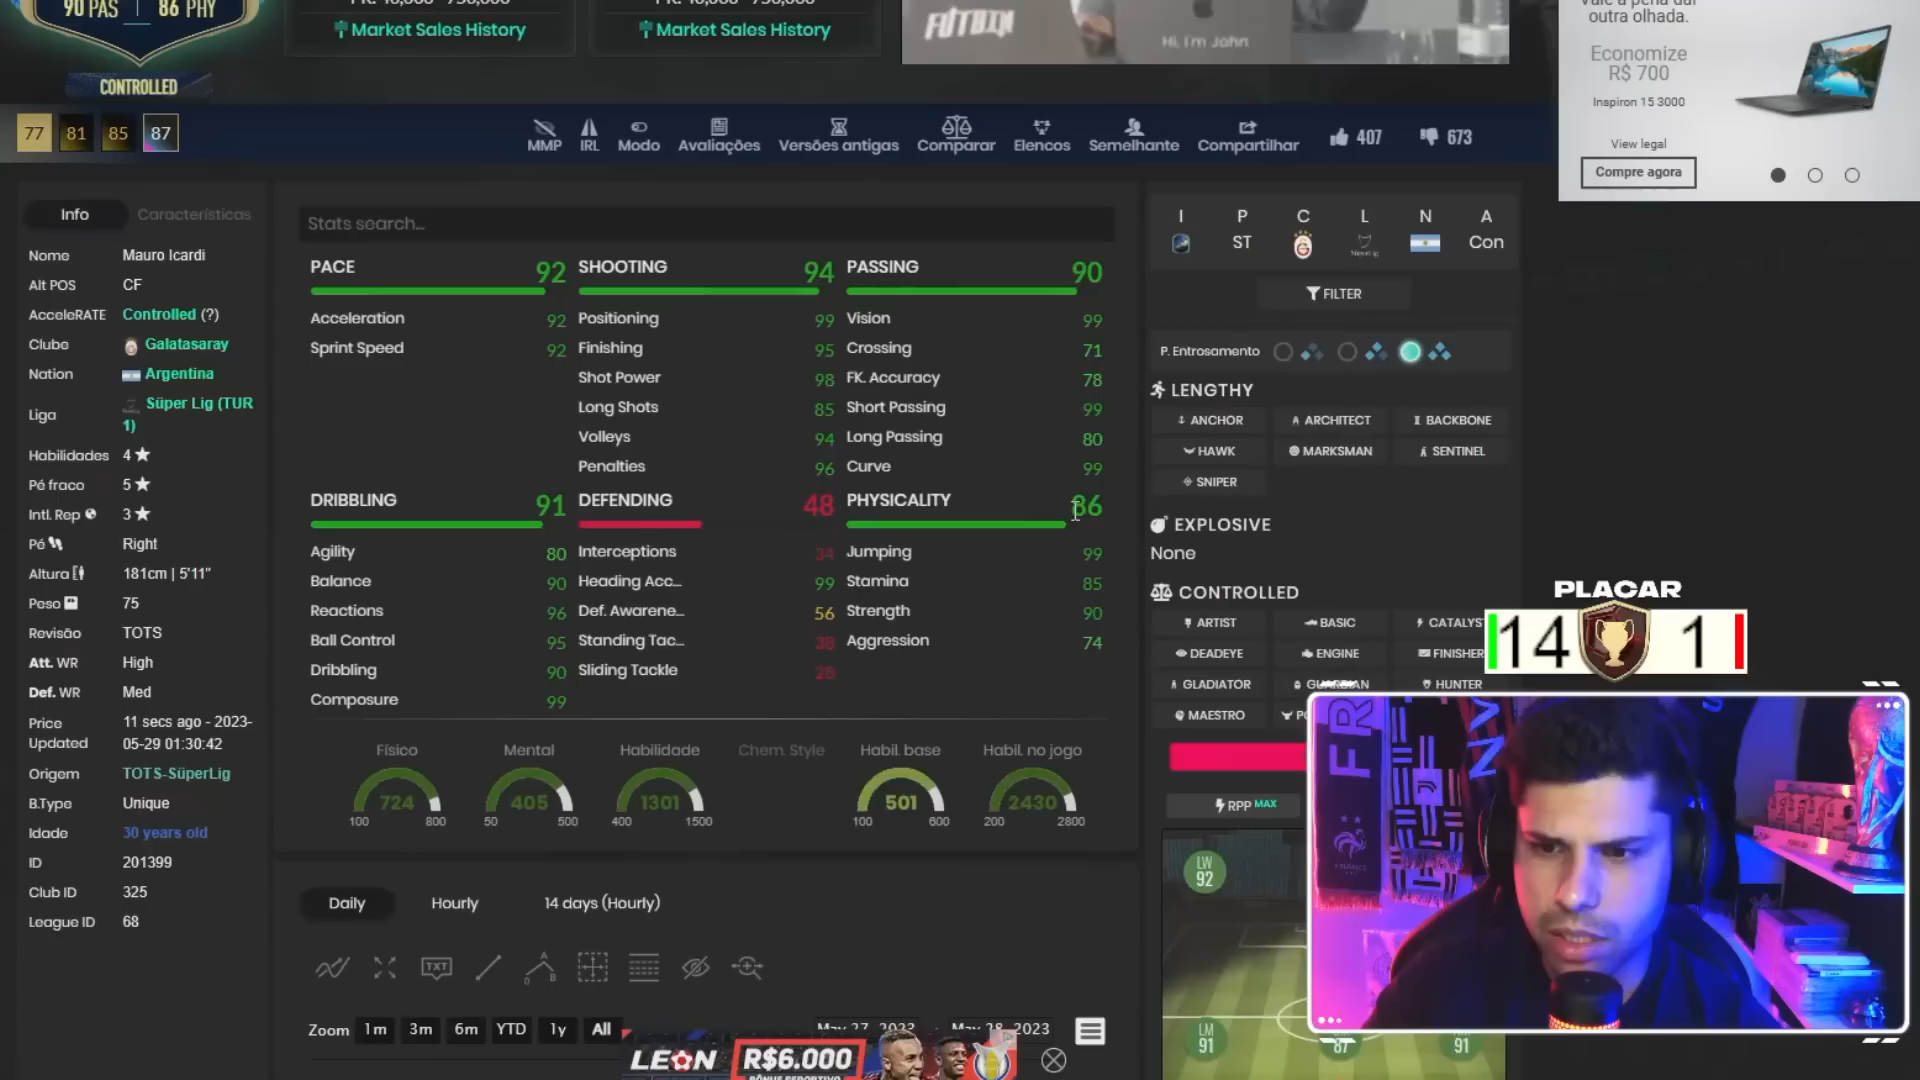 90 PAS | 86 PHY
CONTROLLED
Market Sales History
Market Sales History
FUTBIN
Hi, I'm John
outra olhada.
Economize
R$ 700
Inspiron 15 3000
View legal
Compre agora
77 81 85 87
MMP IRL Modo Avaliações Versões antigas Comparar Elencos Semelhante Compartilhar 407 673
Info Características
Nome Mauro Icardi
Alt POS CF
AcceleRATE Controlled (?)
Clube Galatasaray
Nation Argentina
Liga Süper Lig (TUR 1)
Habilidades 4
Pé fraco 5
Intl. Rep 3
Pé Right
Altura 181cm | 5'11"
Peso 75
Revisão TOTS
Att. WR High
Def. WR Med
Price Updated 11 secs ago - 2023-05-29 01:30:42
Origem TOTS-SüperLig
B.Type Unique
Idade 30 years old
ID 201399
Club ID 325
League ID 68
Stats search...
PACE 92
Acceleration 92
Sprint Speed 92
SHOOTING 94
Positioning 99
Finishing 95
Shot Power 98
Long Shots 85
Volleys 94
Penalties 96
PASSING 90
Vision 99
Crossing 71
FK. Accuracy 78
Short Passing 99
Long Passing 80
Curve 99
DRIBBLING 91
Agility 80
Balance 90
Reactions 96
Ball Control 95
Dribbling 90
Composure 99
DEFENDING 48
Interceptions 34
Heading Acc... 99
Def. Awarene... 56
Standing Tac... 38
Sliding Tackle 28
PHYSICALITY 86
Jumping 99
Stamina 85
Strength 90
Aggression 74
Físico 724 100 800
Mental 405 50 500
Habilidade 1301 400 1500
Chem. Style
Habil. base 501 100 600
Habil. no jogo 2430 200 2800
Daily Hourly 14 days (Hourly)
TXT
Zoom 1m 3m 6m YTD 1y All
May 27, 2023 - May 28, 2023
LEON R$6.000
BÔNUS ESPORTIVO
I P C L N A
ST Con
FILTER
P. Entrosamento
LENGTHY
ANCHOR ARCHITECT BACKBONE
HAWK MARKSMAN SENTINEL
SNIPER
EXPLOSIVE
None
CONTROLLED
ARTIST BASIC CATALYST
DEADEYE ENGINE FINISHER
GLADIATOR GUARDIAN HUNTER
MAESTRO
RPP MAX
LW
92
LM
91
87
91
PLACAR
14 1
FR